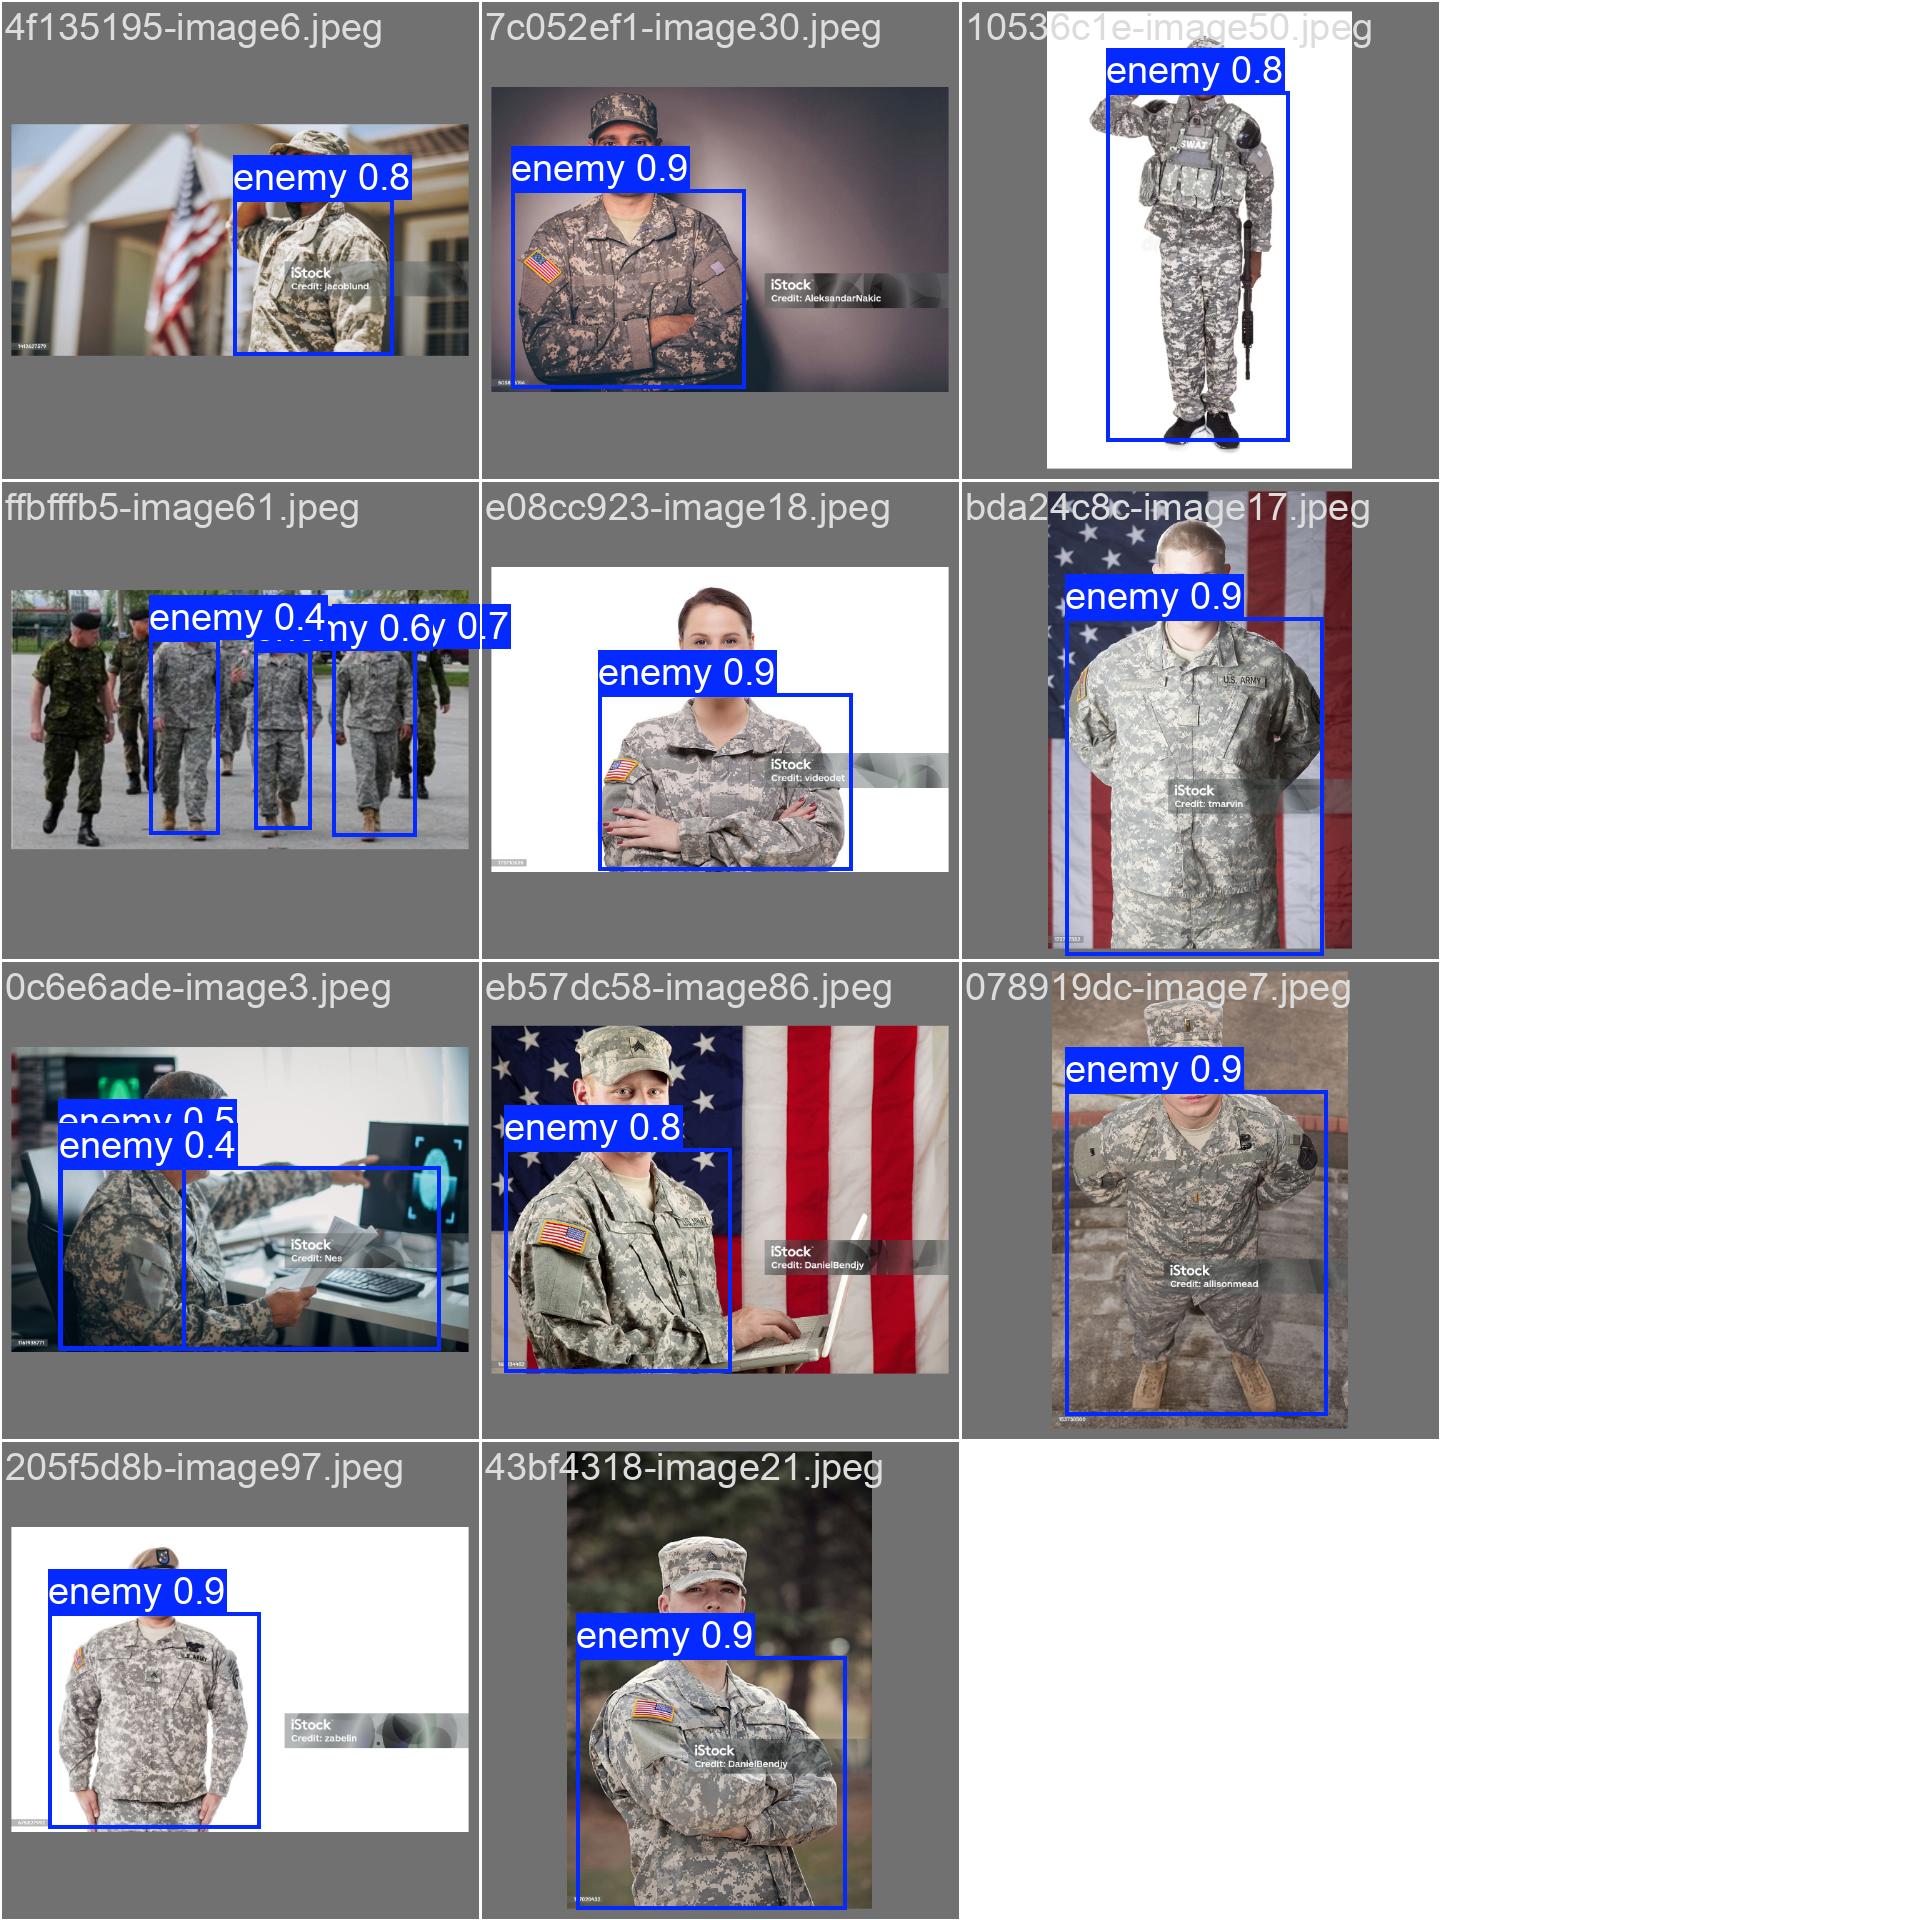 4f135195-image6.jpeg
enemy 0.8
iStock
Credit: jacoblund
7c052ef1-image30.jpeg
enemy 0.9
iStock
Credit: AleksandarNakic
10536c1e-image50.jpeg
enemy 0.8
SWAT
ffbfffb5-image61.jpeg
enemy 0.4
my 0.6
y 0.7
e08cc923-image18.jpeg
enemy 0.9
iStock
Credit: videodet
bda24c8c-image17.jpeg
enemy 0.9
U.S. ARMY
iStock
Credit: tmarvin
0c6e6ade-image3.jpeg
enemy 0.5
enemy 0.4
iStock
Credit: Nes
eb57dc58-image86.jpeg
enemy 0.8
U.S. ARMY
iStock
Credit: DanielBendjy
078919dc-image7.jpeg
enemy 0.9
iStock
Credit: allisonmead
205f5d8b-image97.jpeg
enemy 0.9
U.S. ARMY
iStock
Credit: zabelin
43bf4318-image21.jpeg
enemy 0.9
iStock
Credit: DanielBendjy